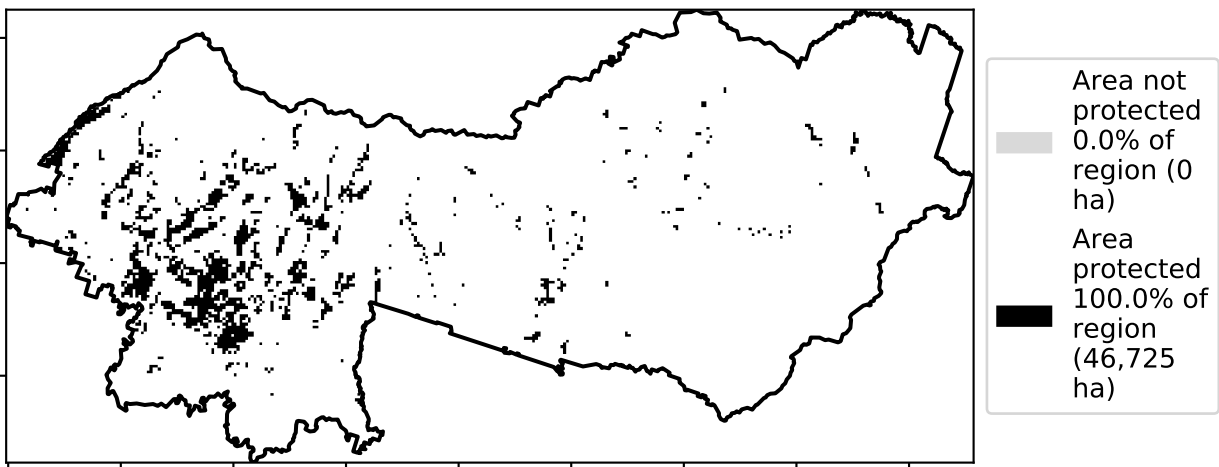 Area not
protected
0.0% of
region (0
ha)
Area
protected
100.0% of
region
(46,725
ha)